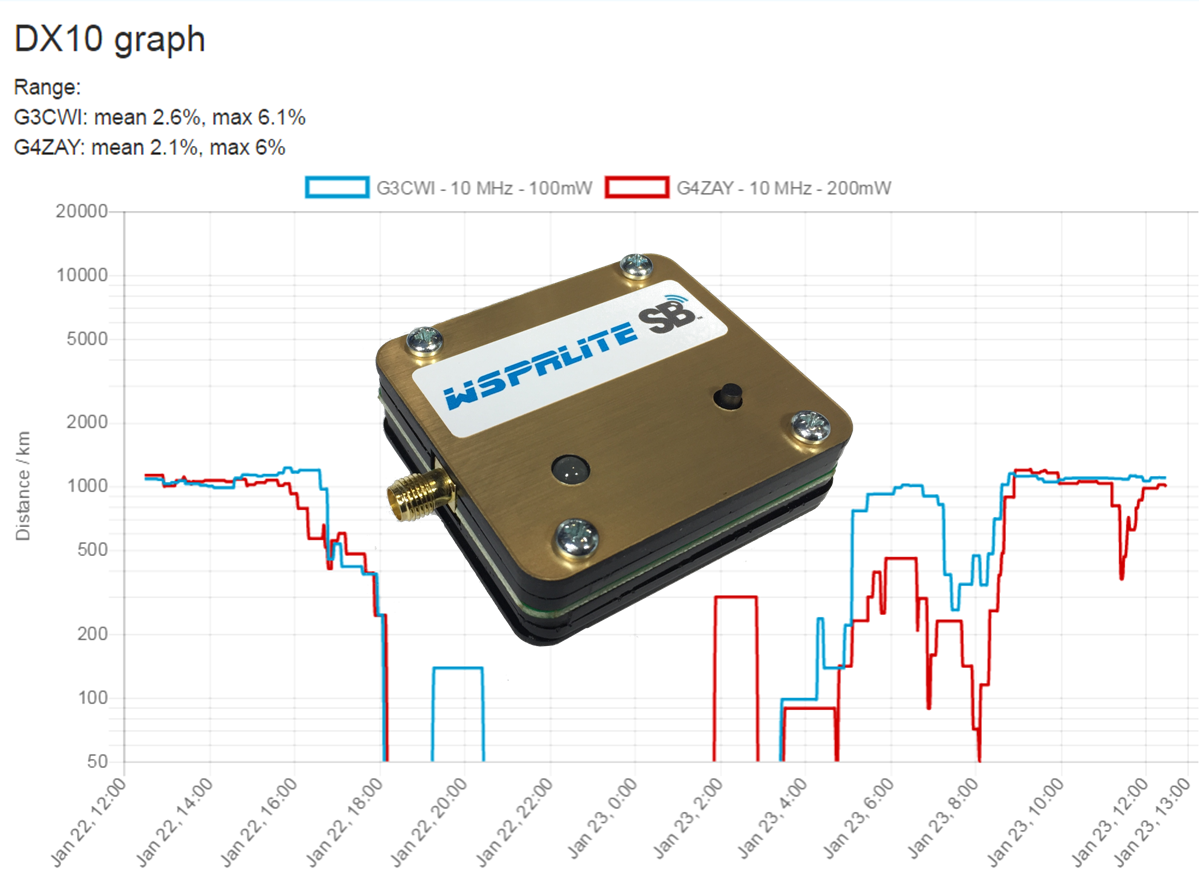 DX10 graph
Range:
G3CWI: mean 2.6%, max 6.1%
G4ZAY: mean 2.1%, max 6%
G3CWI - 10 MHz - 100mW
G4ZAY - 10 MHz - 200mW
20000
10000
5000
2000
1000
500
200
100
50
Distance / km
WSPRLITE SB
Jan 22, 12:00
Jan 22, 14:00
Jan 22, 16:00
Jan 22, 18:00
Jan 22, 20:00
Jan 22, 22:00
Jan 23, 0:00
Jan 23, 2:00
Jan 23, 4:00
Jan 23, 6:00
Jan 23, 8:00
Jan 23, 10:00
Jan 23, 12:00
Jan 23, 13:00